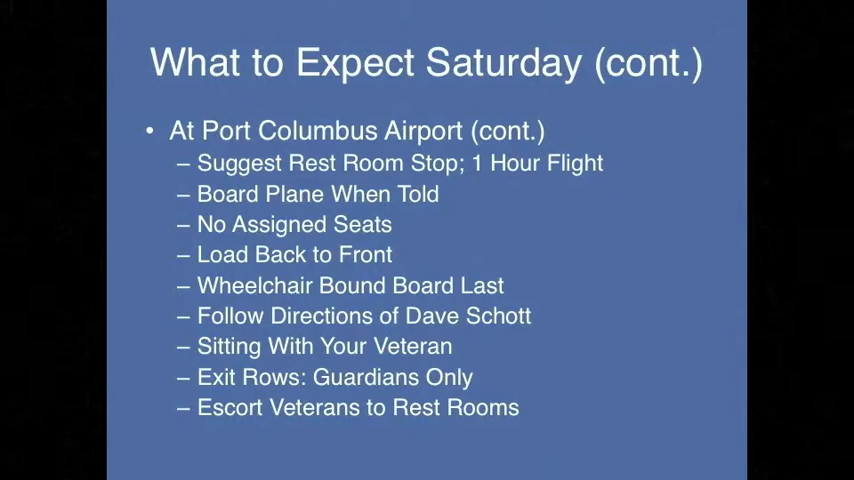 What to Expect Saturday (cont.)
• At Port Columbus Airport (cont.)
– Suggest Rest Room Stop; 1 Hour Flight
– Board Plane When Told
– No Assigned Seats
– Load Back to Front
– Wheelchair Bound Board Last
– Follow Directions of Dave Schott
– Sitting With Your Veteran
– Exit Rows: Guardians Only
– Escort Veterans to Rest Rooms